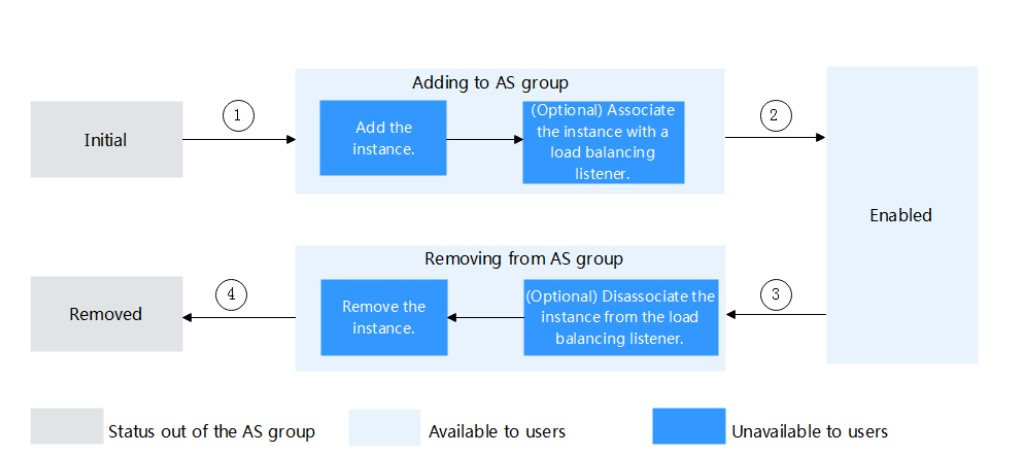 Adding to AS group
1
2
Initial
Add the
instance.
(Optional) Associate
the instance with a
load balancing
listener.
Enabled
Removing from AS group
4
3
Removed
Remove the
instance.
(Optional) Disassociate the
instance from the load
balancing listener.
Status out of the AS group
Available to users
Unavailable to users